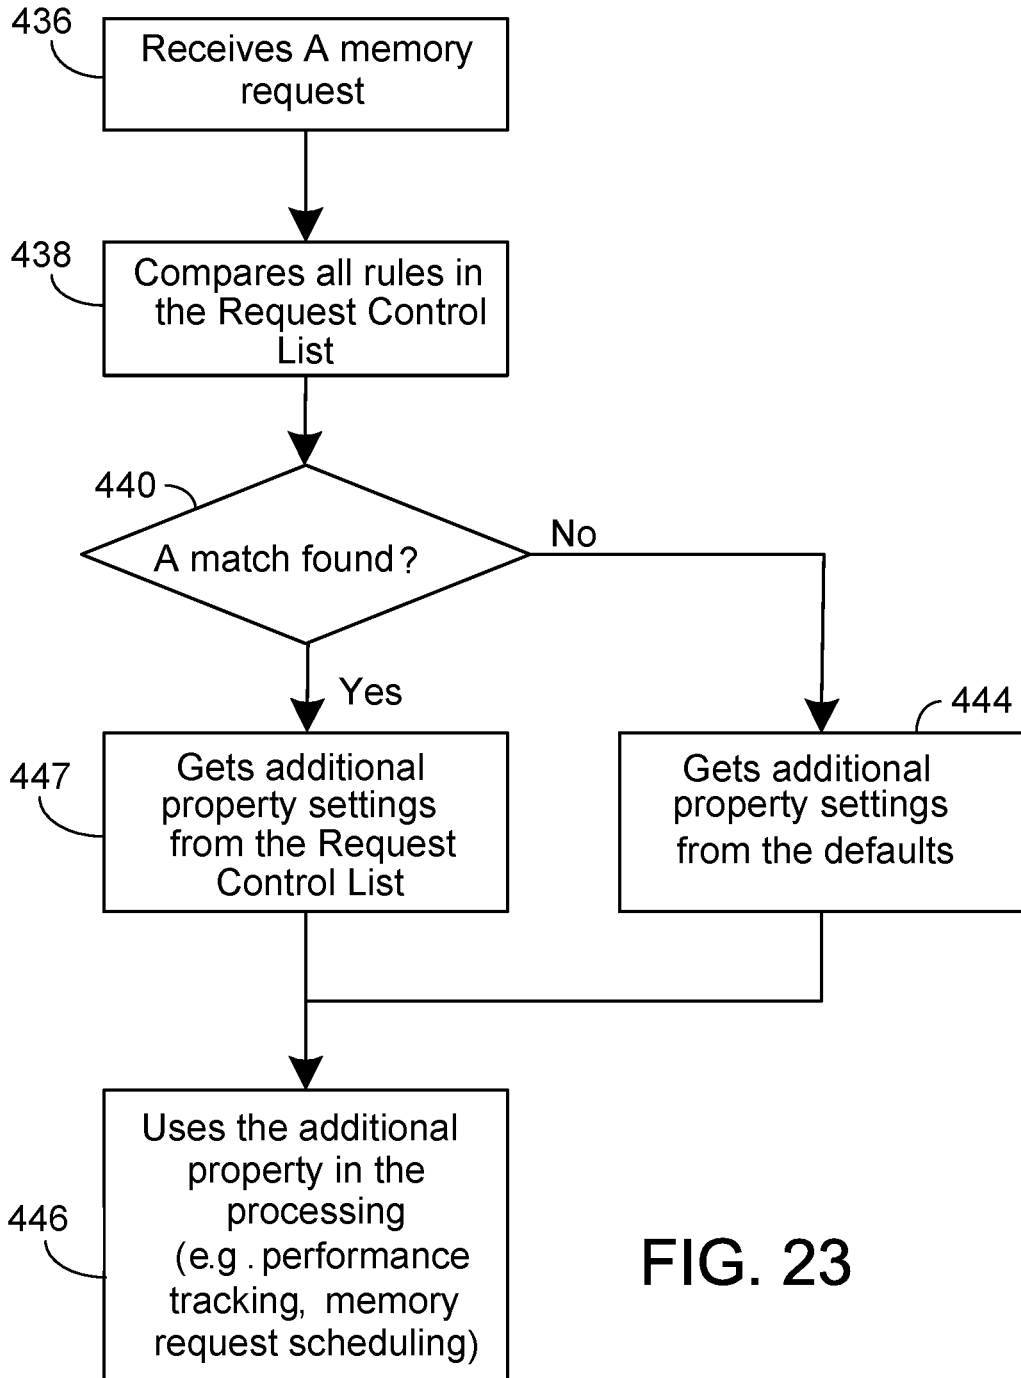 436
Receives A memory
request
438
Compares all rules in
the Request Control
List
440
A match found?
No
Yes
444
447
Gets additional
property settings
from the Request
Control List
Gets additional
property settings
from the defaults
446
Uses the additional
property in the
processing
(e.g . performance
tracking, memory
request scheduling)
FIG. 23